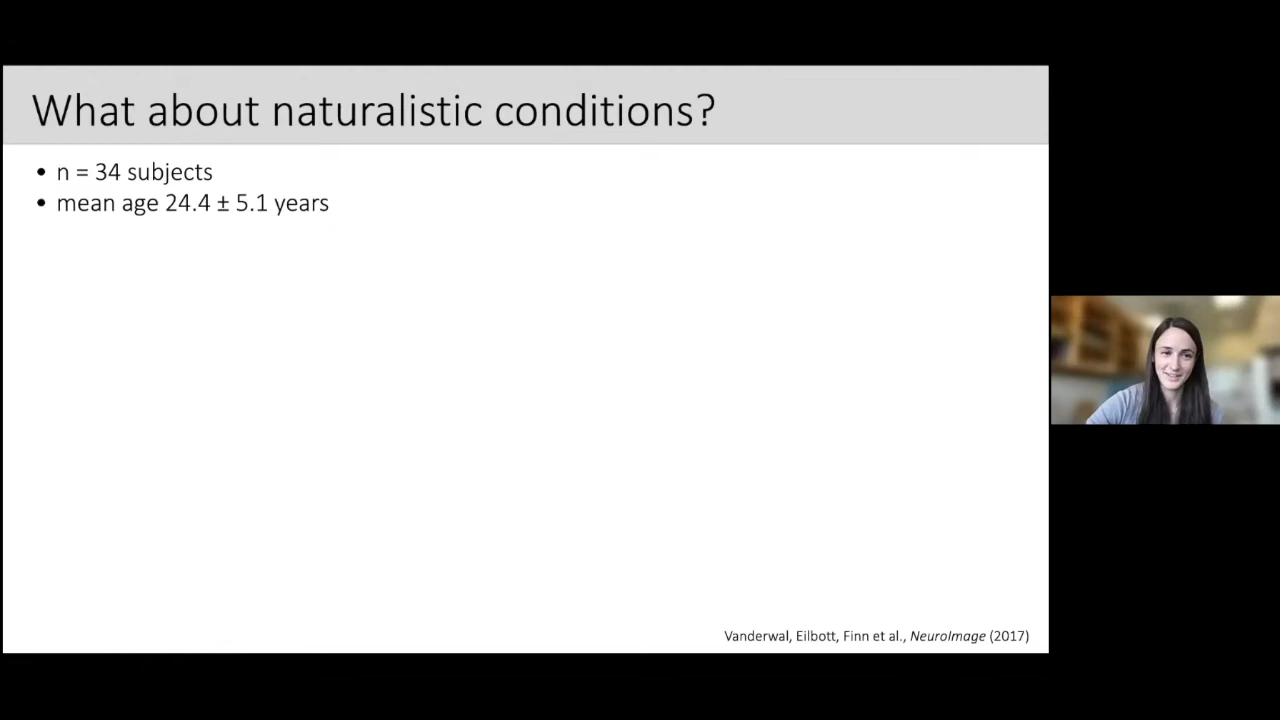 What about naturalistic conditions?
• n = 34 subjects
• mean age 24.4 ± 5.1 years
Vanderwal, Eilbott, Finn et al., NeuroImage (2017)